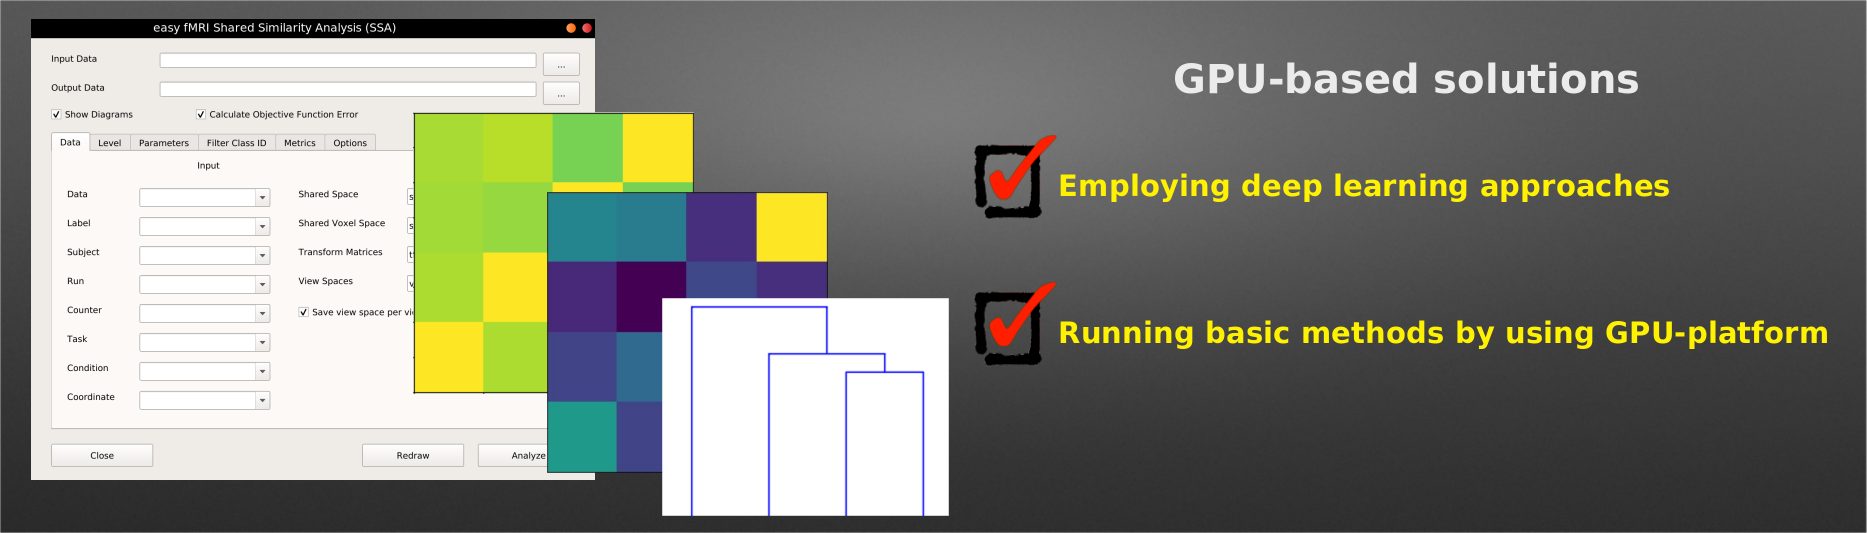 easy fMRI Shared Similarity Analysis (SSA)
Input Data
...
Output Data
...
Show Diagrams
Calculate Objective Function Error
Data Level Parameters Filter Class ID Metrics Options
Input
Data
Shared Space
Label
Shared Voxel Space
Subject
Transform Matrices
Run
View Spaces
Counter
Save view space per
Task
Condition
Coordinate
Close
Redraw
Analyze
GPU-based solutions
Employing deep learning approaches
Running basic methods by using GPU-platform